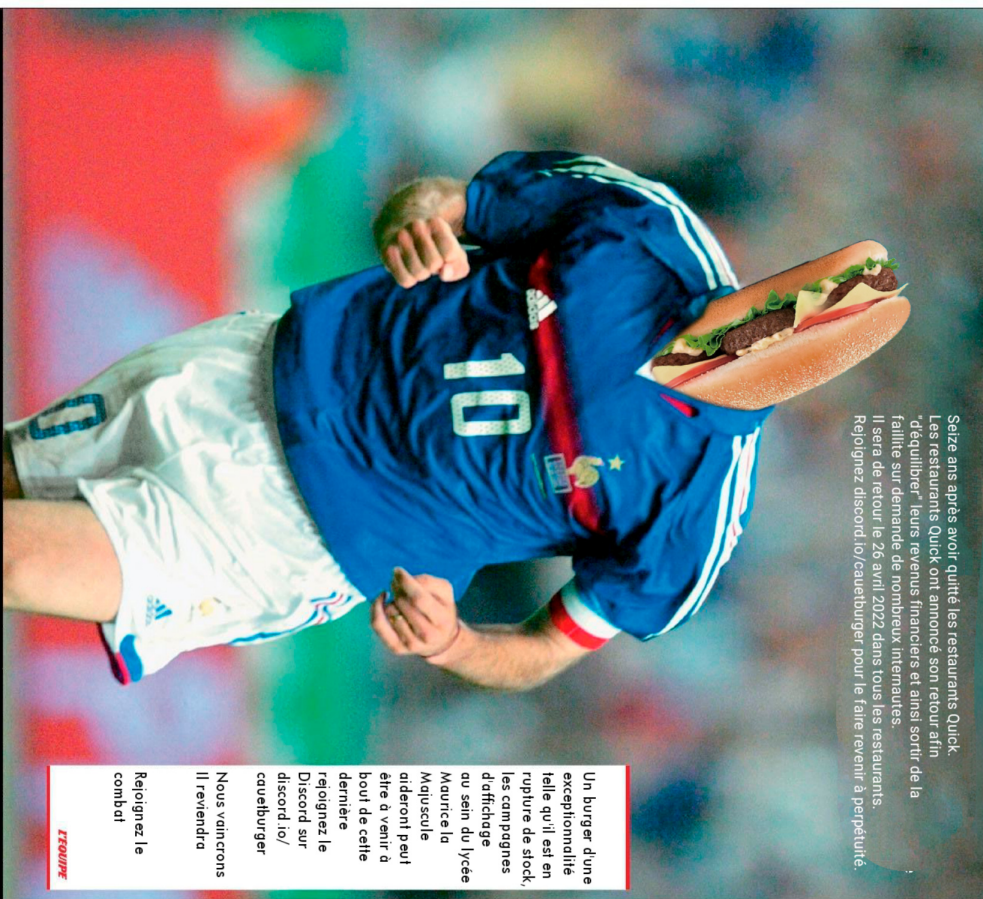 Seize ans après avoir quitté les restaurants Quick.
Les restaurants Quick ont annoncé son retour afin
"d'équilibrer" leurs revenus financiers et ainsi sortir de la
faillite sur demande de nombreux internautes.
Il sera de retour le 26 avril 2022 dans tous les restaurants.
Rejoignez discord.io/cauetburger pour le faire revenir à perpétuité.
adidas
10
10
adidas
Un burger d'une
exceptionnalité
telle qu'il est en
rupture de stock,
les campagnes
d'affichage
au sein du lycée
Maurice la
Majuscule
aideront peut
être à venir à
bout de cette
dernière
rejoignez le
Discord sur
discord.io/
cauetburger
Nous vaincrons
Il reviendra
Rejoignez le
combat
L'EQUIPE